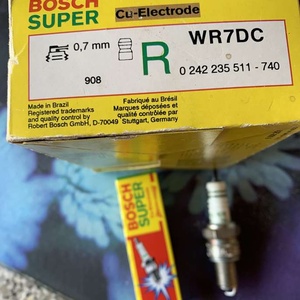 BOSCH
SUPER
Cu-Electrode
0,7 mm
R
WR7DC
0 242 235 511 - 740
908
Made in Brazil
Registered trademarks
and quality control by
Robert Bosch GmbH, D-70049
Fabriqué au Brésil
Marques déposées et
qualité contrôlée par
Stuttgart, Germany
BOSCH
SUPER